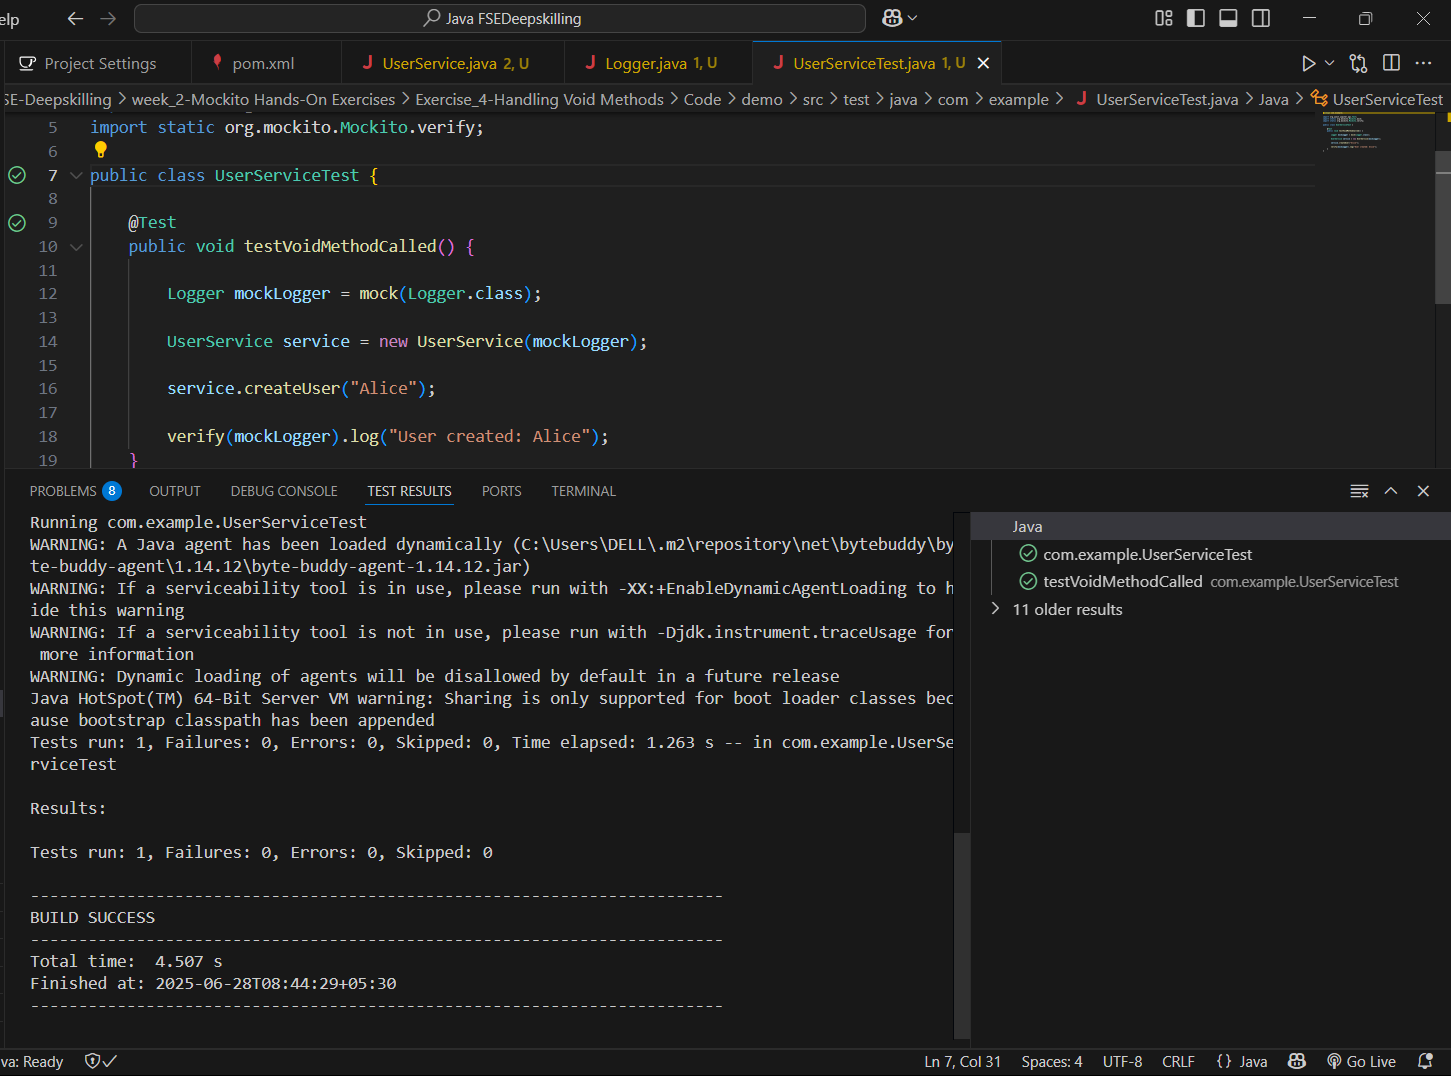 elp
Java FSEDeepskilling
Project Settings
pom.xml
UserService.java 2, U
Logger.java 1, U
UserServiceTest.java 1, U
SE-Deepskilling > week_2-Mockito Hands-On Exercises > Exercise_4-Handling Void Methods > Code > demo > src > test > java > com > example > UserServiceTest.java > Java > UserServiceTest
5 import static org.mockito.Mockito.verify;
6
7 public class UserServiceTest {
8
9 @Test
10 public void testVoidMethodCalled() {
11
12 Logger mockLogger = mock(Logger.class);
13
14 UserService service = new UserService(mockLogger);
15
16 service.createUser("Alice");
17
18 verify(mockLogger).log("User created: Alice");
19 }
PROBLEMS 8 OUTPUT DEBUG CONSOLE TEST RESULTS PORTS TERMINAL
Running com.example.UserServiceTest
WARNING: A Java agent has been loaded dynamically (C:\Users\DELL\.m2\repository\net\bytebuddy\by
te-buddy-agent\1.14.12\byte-buddy-agent-1.14.12.jar)
WARNING: If a serviceability tool is in use, please run with -XX:+EnableDynamicAgentLoading to h
ide this warning
WARNING: If a serviceability tool is not in use, please run with -Djdk.instrument.traceUsage for
more information
WARNING: Dynamic loading of agents will be disallowed by default in a future release
Java HotSpot(TM) 64-Bit Server VM warning: Sharing is only supported for boot loader classes bec
ause bootstrap classpath has been appended
Tests run: 1, Failures: 0, Errors: 0, Skipped: 0, Time elapsed: 1.263 s -- in com.example.UserSe
rviceTest
Results:
Tests run: 1, Failures: 0, Errors: 0, Skipped: 0
------------------------------------------------------------------------
BUILD SUCCESS
------------------------------------------------------------------------
Total time:  4.507 s
Finished at: 2025-06-28T08:44:29+05:30
------------------------------------------------------------------------
Java
com.example.UserServiceTest
testVoidMethodCalled com.example.UserServiceTest
11 older results
va: Ready
Ln 7, Col 31
Spaces: 4
UTF-8
CRLF
{} Java
Go Live